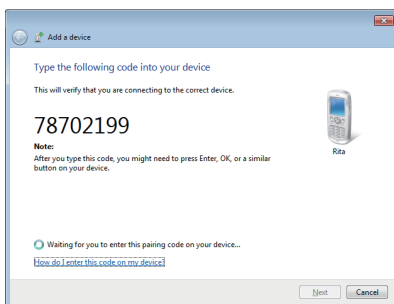 Add a device
Type the following code into your device
This will verify that you are connecting to the correct device.
78702199
Rita
Note:
After you type this code, you might need to press Enter, OK, or a similar
button on your device.
Waiting for you to enter this pairing code on your device...
How do I enter this code on my device?
Next Cancel